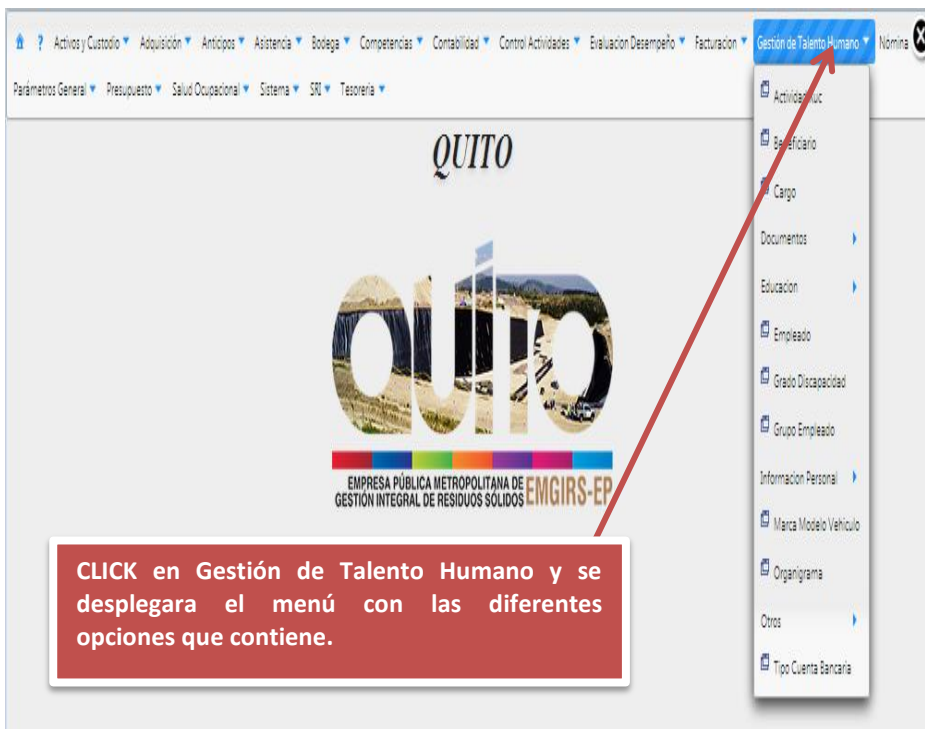 ? Activos y Custodio Adquisición Anticipos Asistencia Bodega Competencias Contabilidad Control Actividades Evaluacion Desempeño Facturacion Gestión de Talento Humano Nómina
Parámetros General Presupuesto Salud Ocupacional Sistema SRI Tesoreria
Actividad Ruc
Beneficiario
Cargo
Documentos
Educacion
Empleado
Grado Discapacidad
Grupo Empleado
Informacion Personal
Marca Modelo Vehiculo
Organigrama
Otros
Tipo Cuenta Bancaria
QUITO
QUITO
EMPRESA PÚBLICA METROPOLITANA DE
GESTIÓN INTEGRAL DE RESIDUOS SÓLIDOS EMGIRS-EP
CLICK en Gestión de Talento Humano y se
desplegara el menú con las diferentes
opciones que contiene.